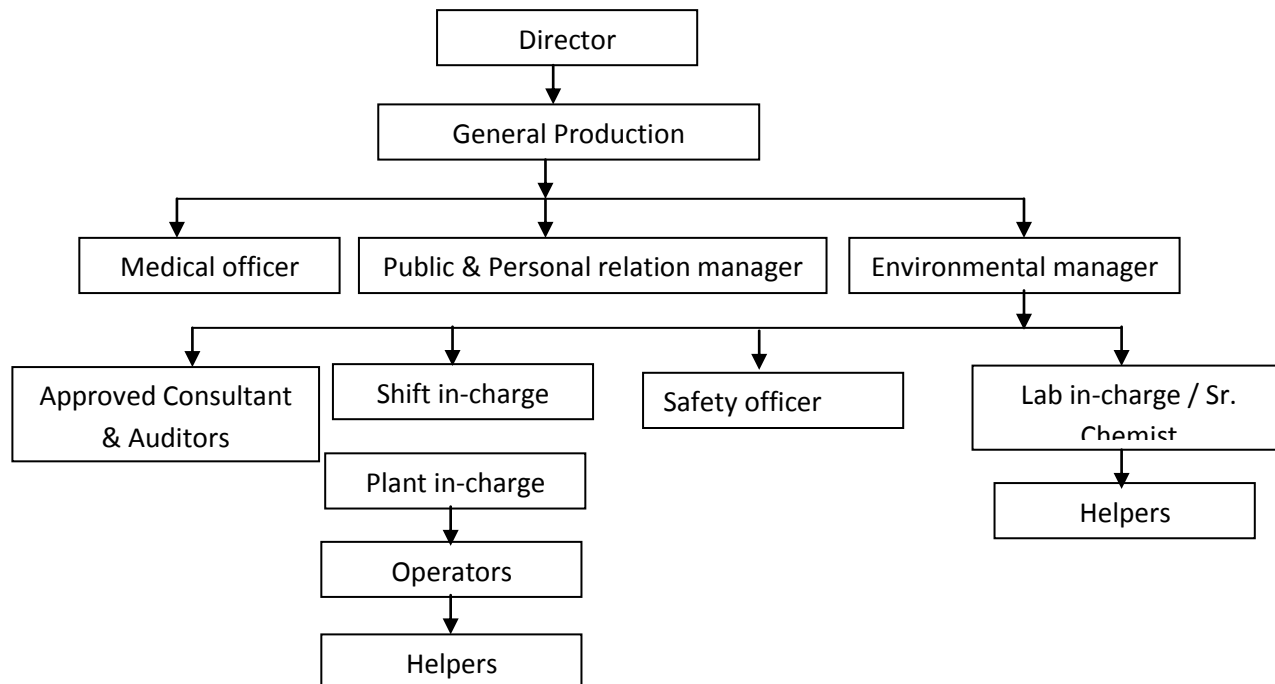 Director
General Production
Medical officer
Public & Personal relation manager
Environmental manager
Approved Consultant
& Auditors
Shift in-charge
Safety officer
Lab in-charge / Sr.
Chemist
Plant in-charge
Helpers
Operators
Helpers